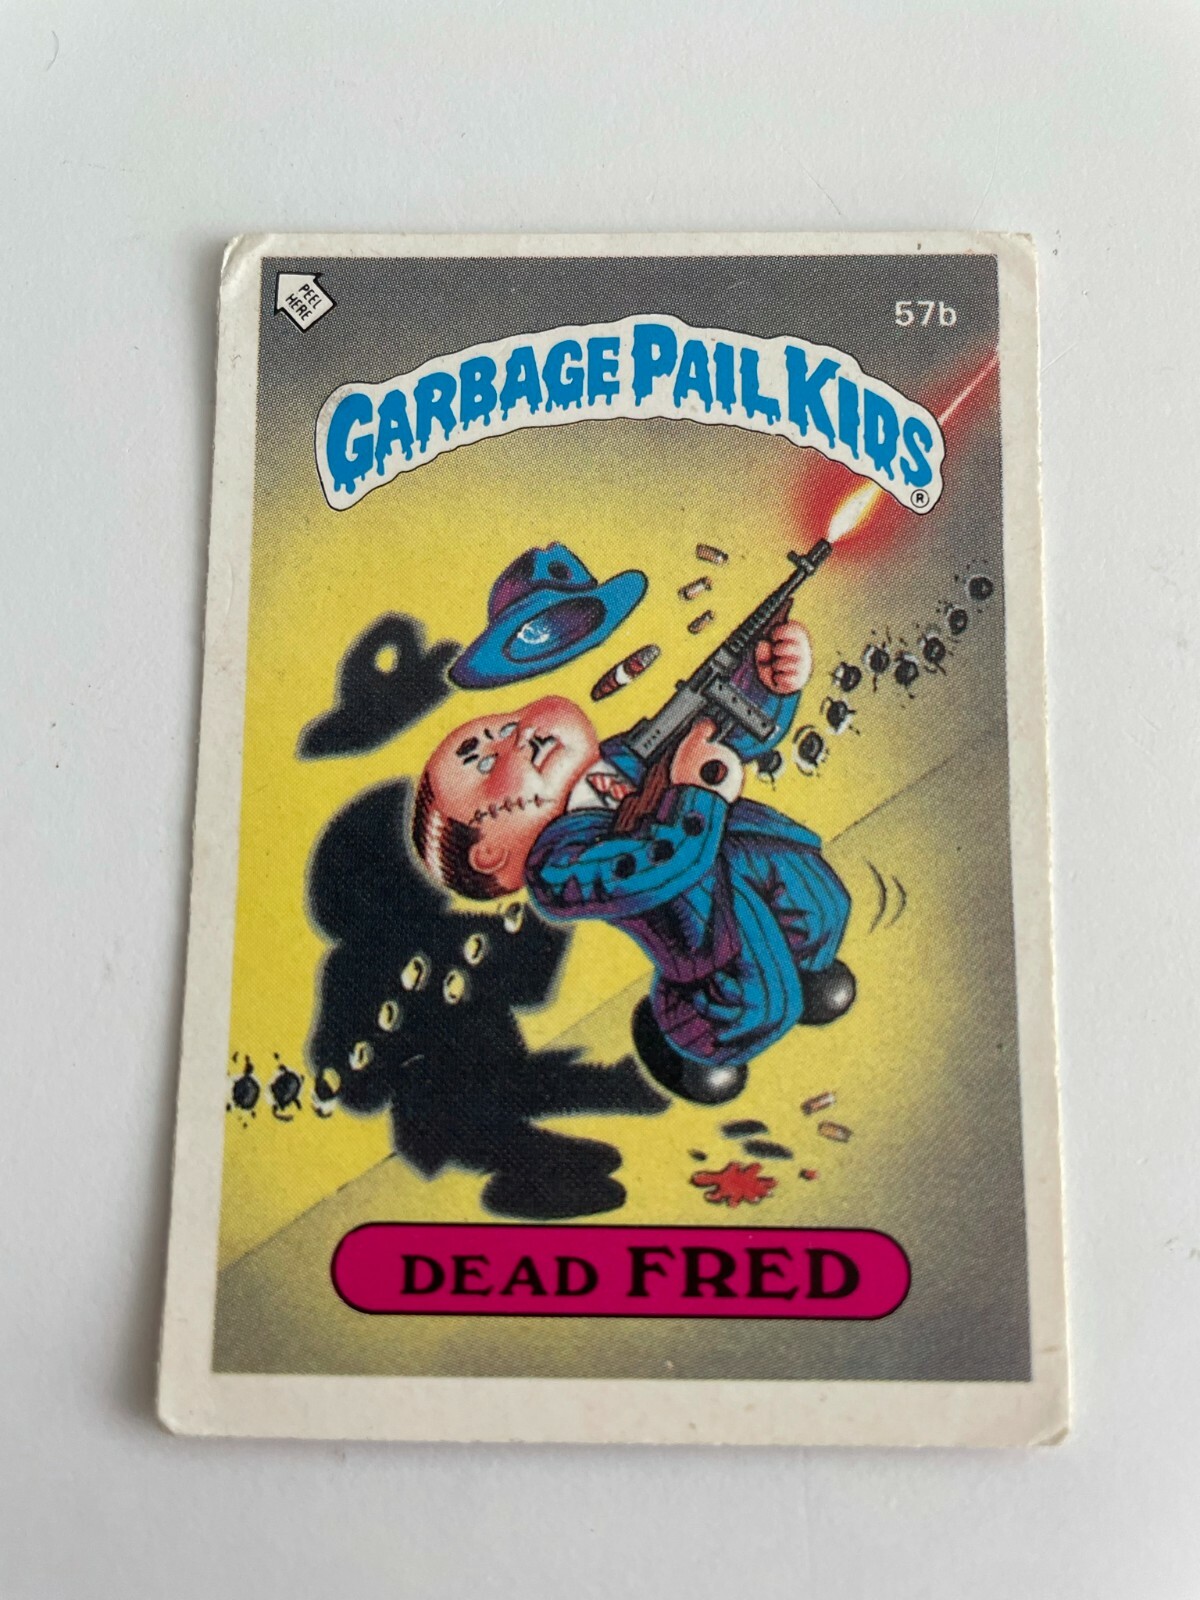 PEEL
HERE
57b
GARBAGE PAIL KIDS
®
DEAD FRED